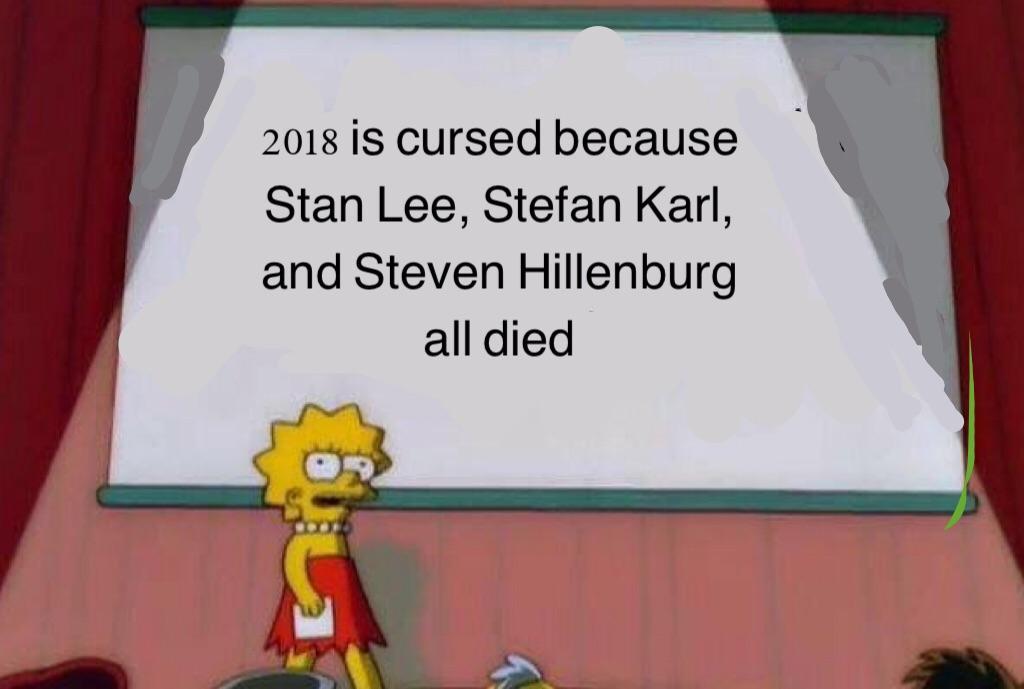 2018 is cursed because
Stan Lee, Stefan Karl,
and Steven Hillenburg
all died